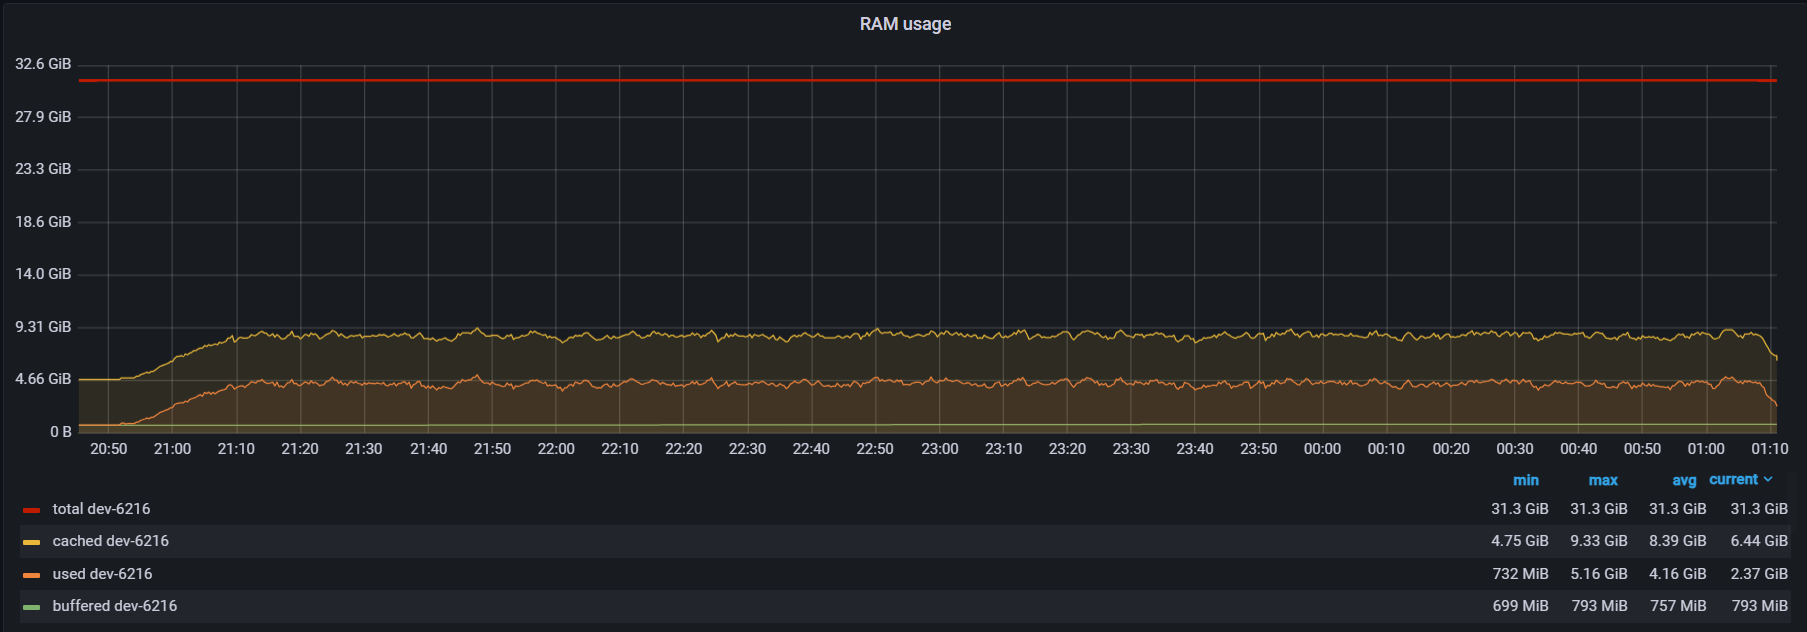 RAM usage
32.6 GiB
27.9 GiB
23.3 GiB
18.6 GiB
14.0 GiB
9.31 GiB
4.66 GiB
0 B
20:50 21:00 21:10 21:20 21:30 21:40 21:50 22:00 22:10 22:20 22:30 22:40 22:50 23:00 23:10 23:20 23:30 23:40 23:50 00:00 00:10 00:20 00:30 00:40 00:50 01:00 01:10
min max avg current
total dev-6216 31.3 GiB 31.3 GiB 31.3 GiB 31.3 GiB
cached dev-6216 4.75 GiB 9.33 GiB 8.39 GiB 6.44 GiB
used dev-6216 732 MiB 5.16 GiB 4.16 GiB 2.37 GiB
buffered dev-6216 699 MiB 793 MiB 757 MiB 793 MiB